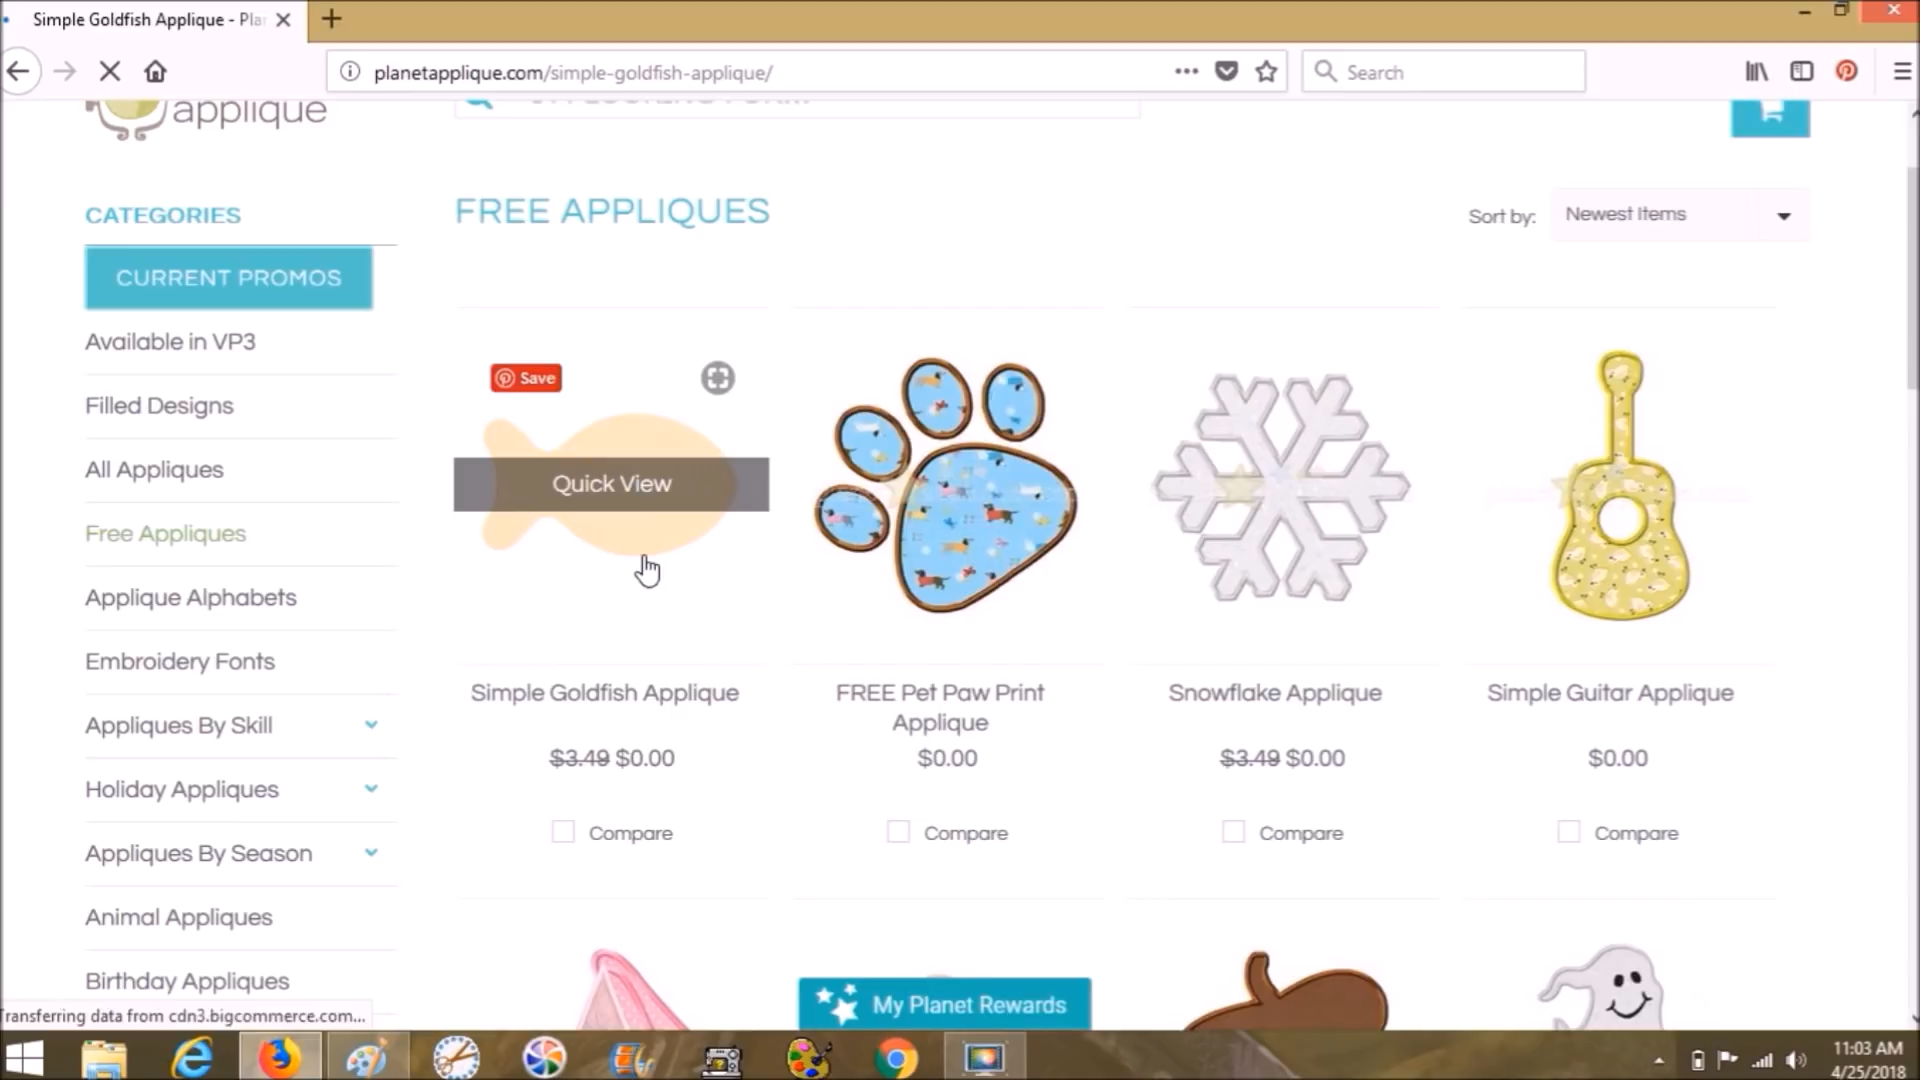 Simple Goldfish Applique - Pla
planetapplique.com/simple-goldfish-applique/
Search
applique
CATEGORIES
FREE APPLIQUES
Sort by:
Newest Items
CURRENT PROMOS
Available in VP3
Filled Designs
All Appliques
Free Appliques
Applique Alphabets
Embroidery Fonts
Appliques By Skill
Holiday Appliques
Appliques By Season
Animal Appliques
Birthday Appliques
Save
Quick View
Simple Goldfish Applique
$3.49 $0.00
Compare
FREE Pet Paw Print
Applique
$0.00
Compare
Snowflake Applique
$3.49 $0.00
Compare
Simple Guitar Applique
$0.00
Compare
My Planet Rewards
Transferring data from cdn3.bigcommerce.com...
11:03 AM
4/25/2018